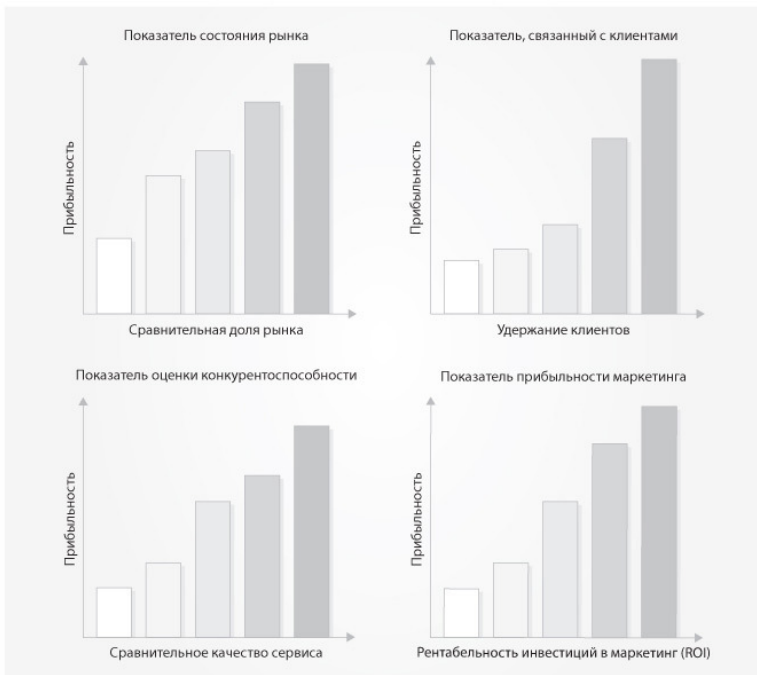 Показатель состояния рынка
Прибыльность
Сравнительная доля рынка
Показатель, связанный с клиентами
Прибыльность
Удержание клиентов
Показатель оценки конкурентоспособности
Прибыльность
Сравнительное качество сервиса
Показатель прибыльности маркетинга
Прибыльность
Рентабельность инвестиций в маркетинг (ROI)